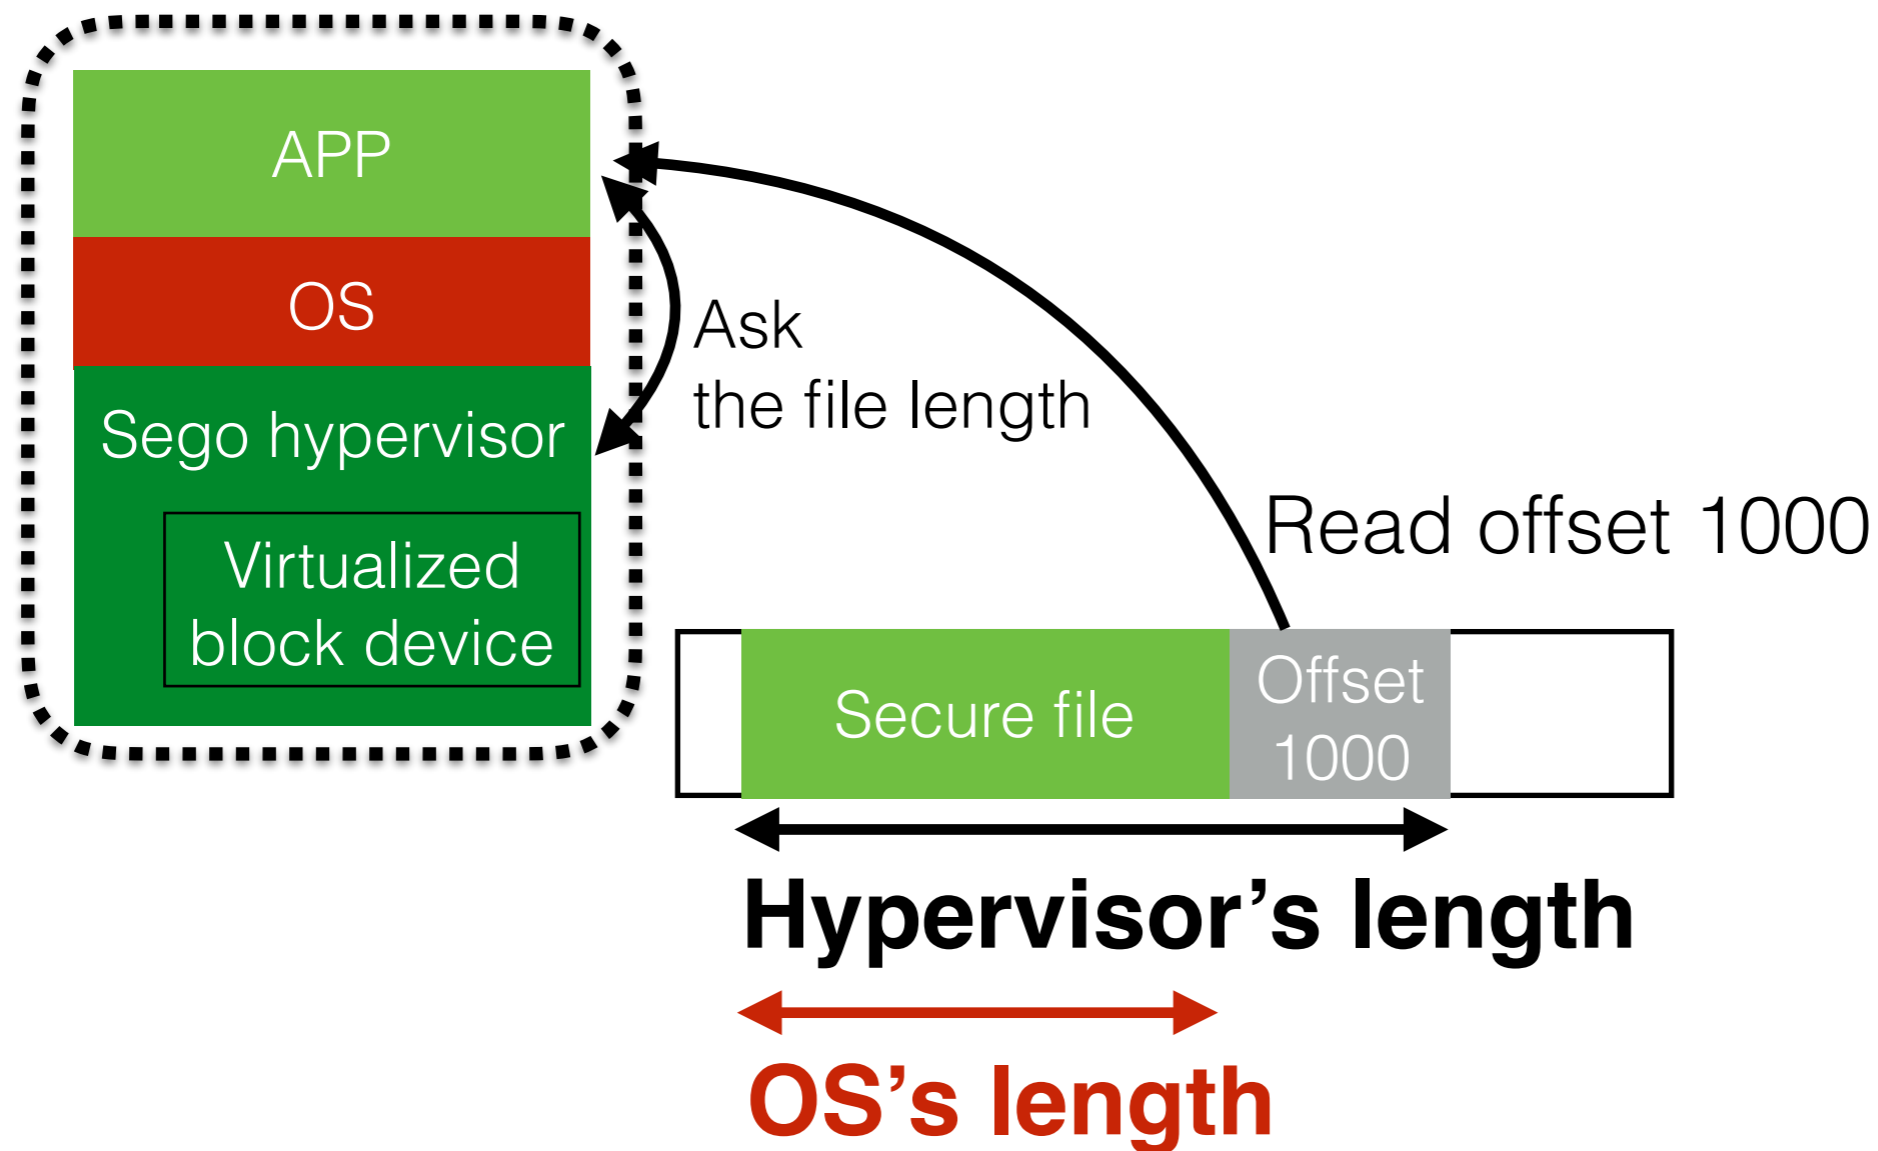 APP
OS
Sego hypervisor
Virtualized
block device
Ask
the file length
Read offset 1000
Secure file
Offset
1000
Hypervisor’s length
OS’s length